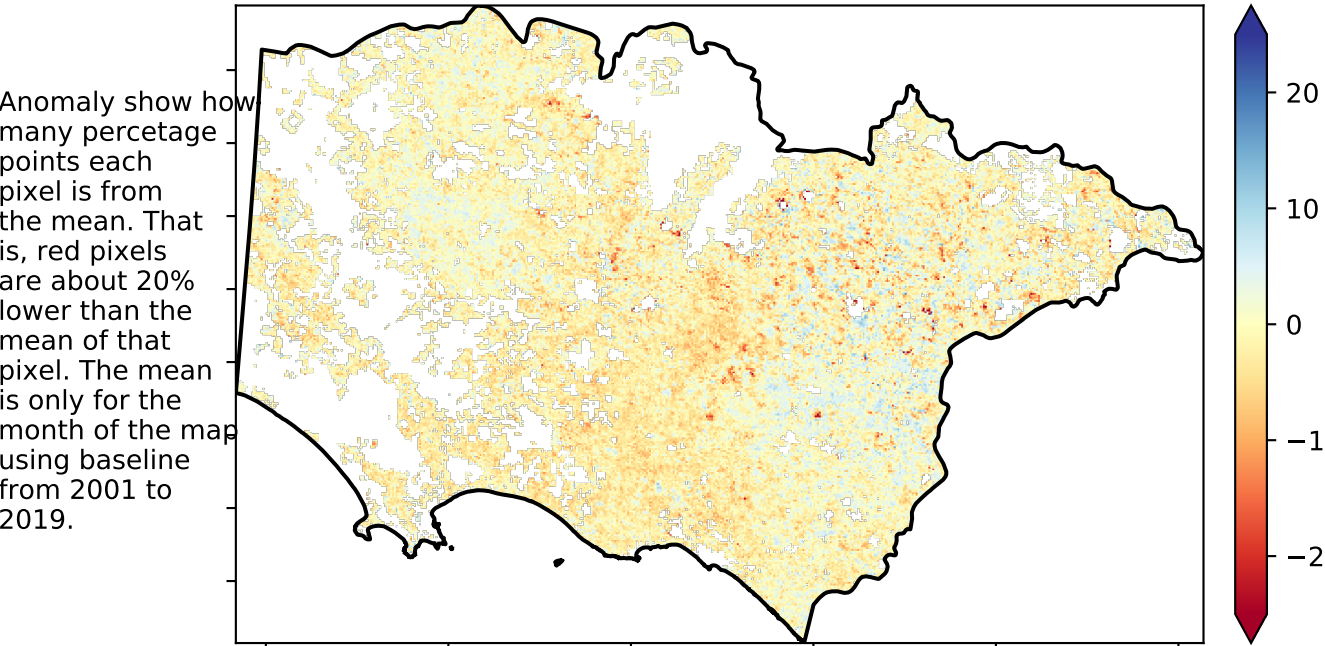 Anomaly show how
many percetage
points each
pixel is from
the mean. That
is, red pixels
are about 20%
lower than the
mean of that
pixel. The mean
is only for the
month of the map
using baseline
from 2001 to
2019.
20
10
0
−1
−2